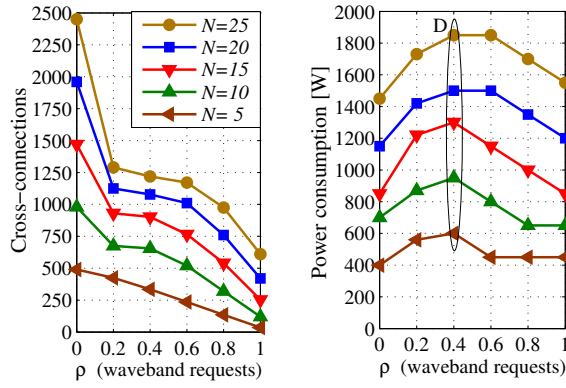 Cross-connections
2500
2250
2000
1750
1500
1250
1000
750
500
250
0
0 0.2 0.4 0.6 0.8 1
ρ (waveband requests)
N=25
N=20
N=15
N=10
N= 5
Power consumption [W]
2000
1800
1600
1400
1200
1000
800
600
400
200
0
0 0.2 0.4 0.6 0.8 1
ρ (waveband requests)
D